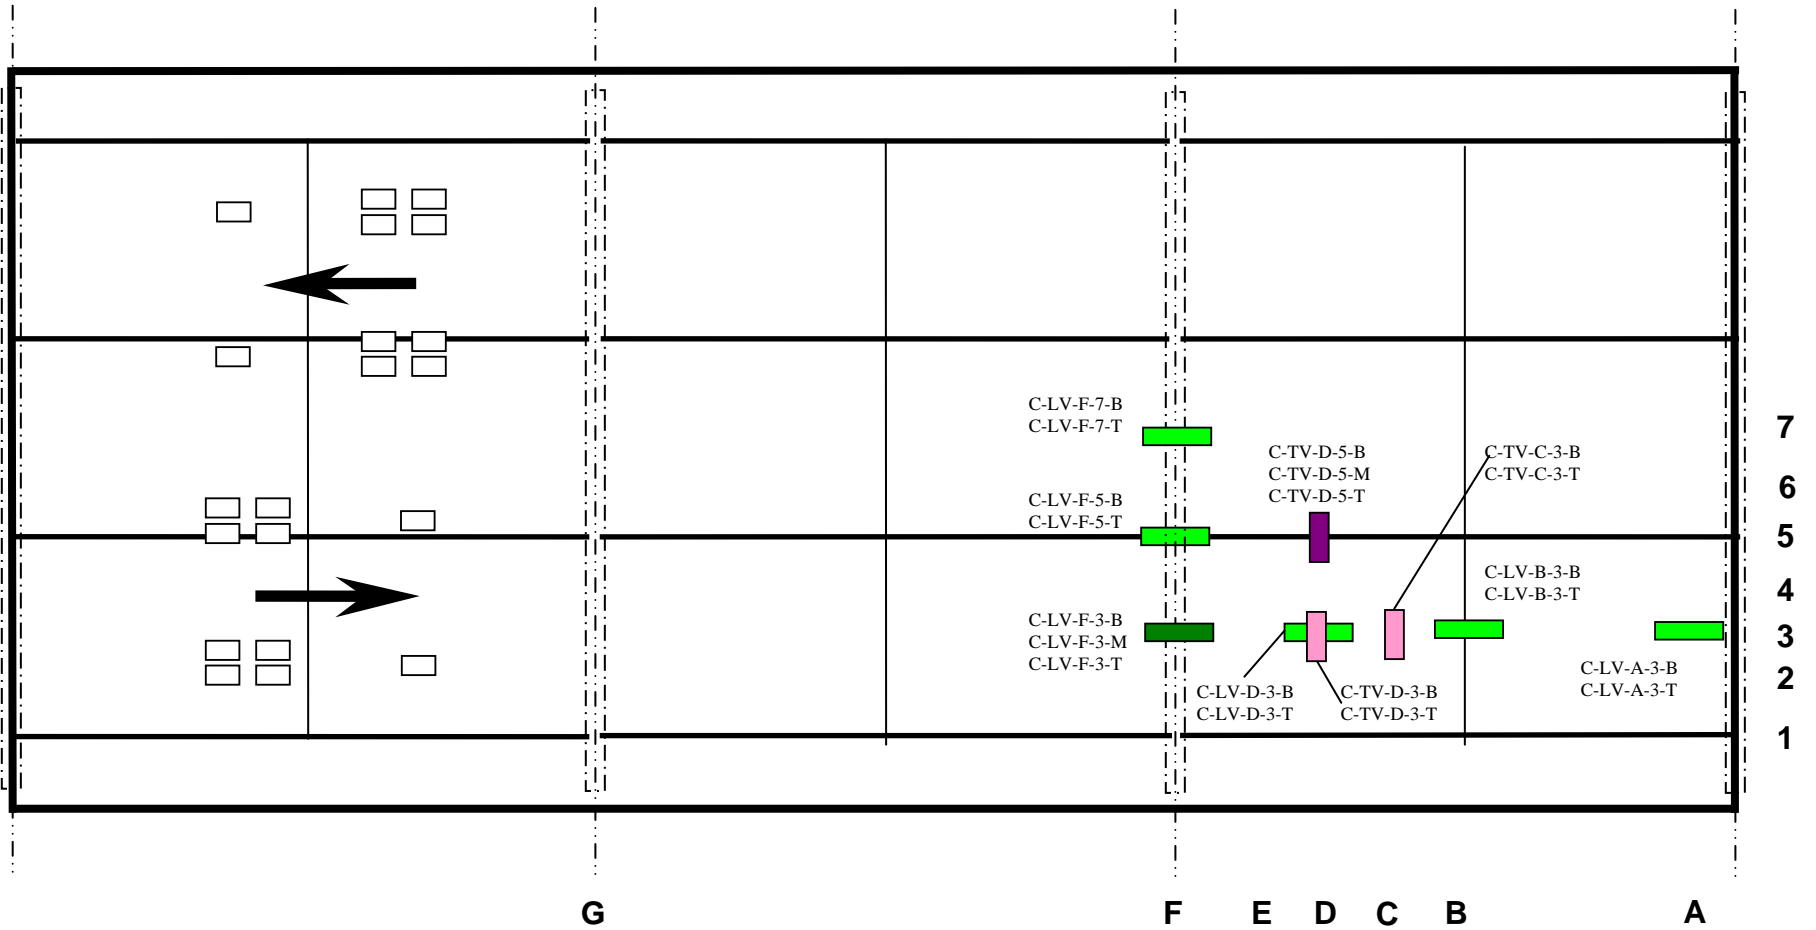 C-LV-F-7-B
C-LV-F-7-T
7
C-TV-D-5-B
C-TV-D-5-M
C-TV-D-5-T
C-TV-C-3-B
C-TV-C-3-T
6
C-LV-F-5-B
C-LV-F-5-T
5
C-LV-B-3-B
C-LV-B-3-T
4
C-LV-F-3-B
C-LV-F-3-M
C-LV-F-3-T
3
C-LV-A-3-B
C-LV-A-3-T
2
C-LV-D-3-B
C-LV-D-3-T
C-TV-D-3-B
C-TV-D-3-T
1
G F E D C B A